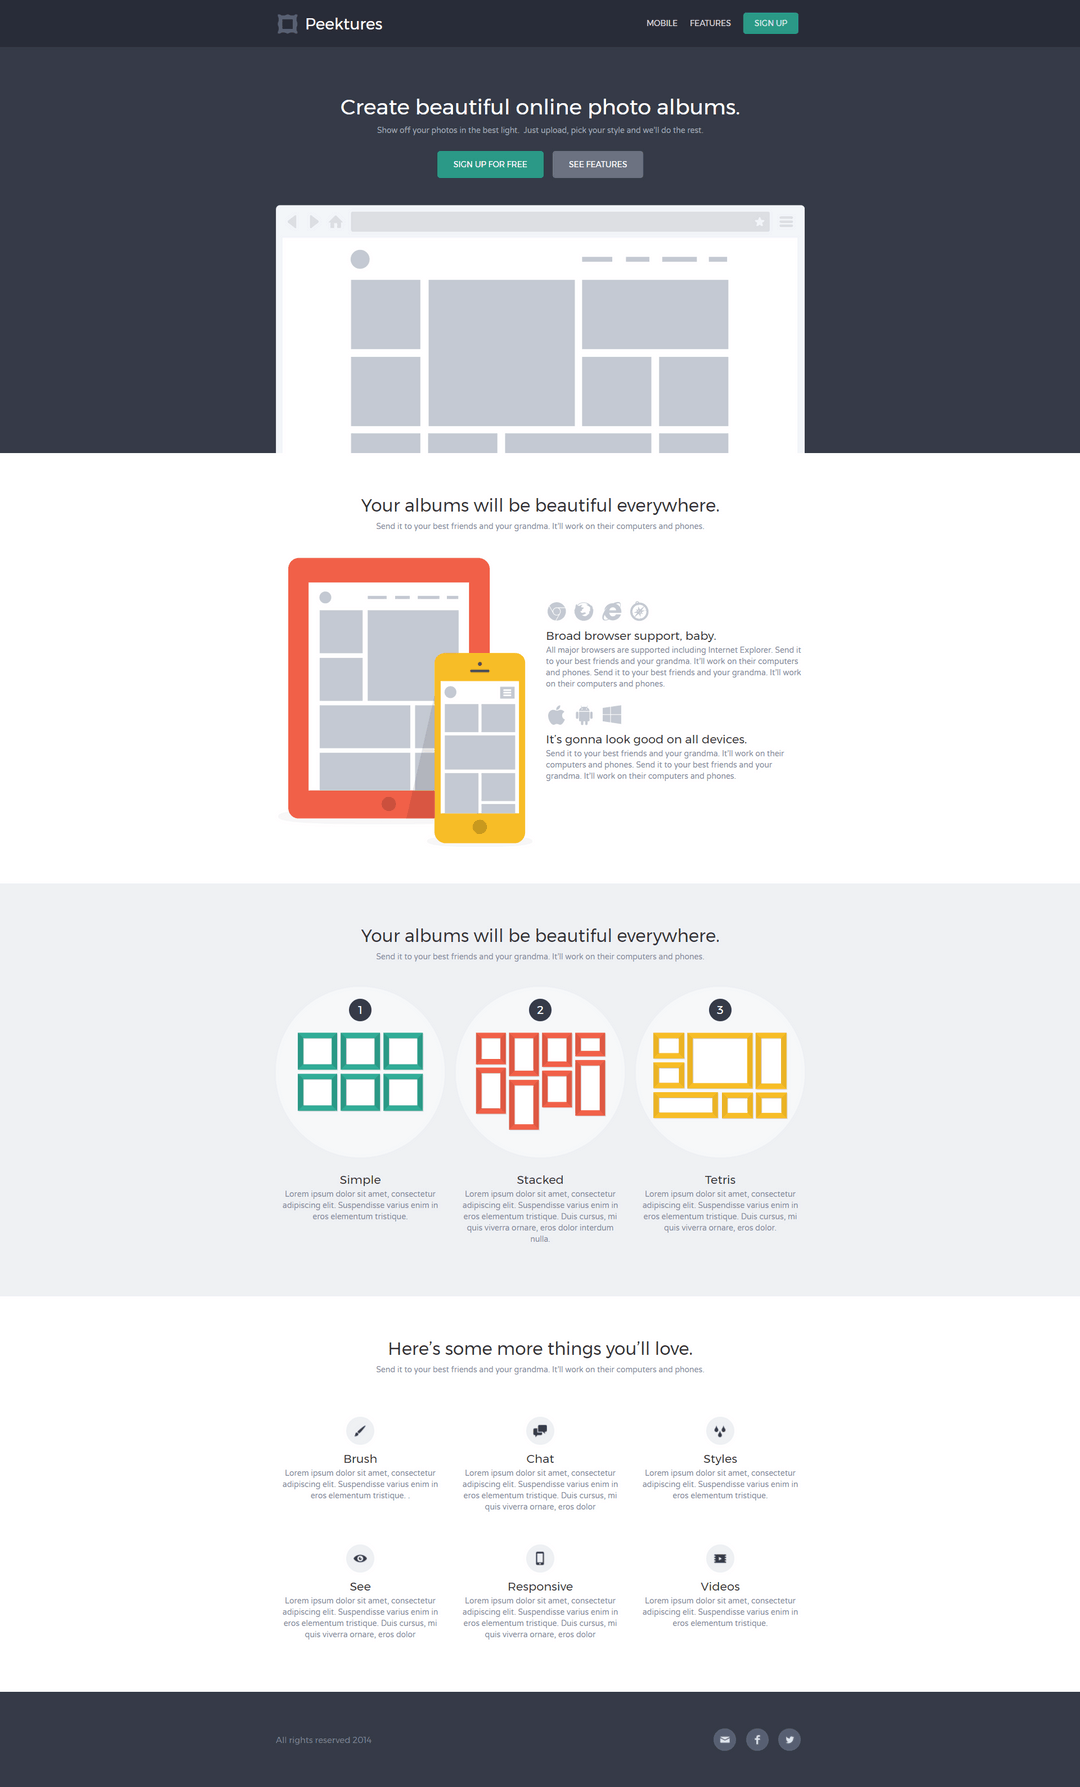 Peektures
MOBILE
FEATURES
SIGN UP
Create beautiful online photo albums.
Show off your photos in the best light. Just upload, pick your style and we'll do the rest.
SIGN UP FOR FREE
SEE FEATURES
Your albums will be beautiful everywhere.
Send it to your best friends and your grandma. It'll work on their computers and phones.
Broad browser support, baby.
All major browsers are supported including Internet Explorer. Send it
to your best friends and your grandma. It'll work on their computers
and phones. Send it to your best friends and your grandma. It'll work
on their computers and phones.
It's gonna look good on all devices.
Send it to your best friends and your grandma. It'll work on their
computers and phones. Send it to your best friends and your
grandma. It'll work on their computers and phones.
Your albums will be beautiful everywhere.
Send it to your best friends and your grandma. It'll work on their computers and phones.
1
2
3
Simple
Lorem ipsum dolor sit amet, consectetur
adipiscing elit. Suspendisse varius enim in
eros elementum tristique.
Stacked
Lorem ipsum dolor sit amet, consectetur
adipiscing elit. Suspendisse varius enim in
eros elementum tristique. Duis cursus, mi
quis viverra ornare, eros dolor interdum
nulla.
Tetris
Lorem ipsum dolor sit amet, consectetur
adipiscing elit. Suspendisse varius enim in
eros elementum tristique. Duis cursus, mi
quis viverra ornare, eros dolor.
Here's some more things you'll love.
Send it to your best friends and your grandma. It'll work on their computers and phones.
Brush
Lorem ipsum dolor sit amet, consectetur
adipiscing elit. Suspendisse varius enim in
eros elementum tristique. .
Chat
Lorem ipsum dolor sit amet, consectetur
adipiscing elit. Suspendisse varius enim in
eros elementum tristique. Duis cursus, mi
quis viverra ornare, eros dolor
Styles
Lorem ipsum dolor sit amet, consectetur
adipiscing elit. Suspendisse varius enim in
eros elementum tristique.
See
Lorem ipsum dolor sit amet, consectetur
adipiscing elit. Suspendisse varius enim in
eros elementum tristique. Duis cursus, mi
quis viverra ornare, eros dolor
Responsive
Lorem ipsum dolor sit amet, consectetur
adipiscing elit. Suspendisse varius enim in
eros elementum tristique. Duis cursus, mi
quis viverra ornare, eros dolor
Videos
Lorem ipsum dolor sit amet, consectetur
adipiscing elit. Suspendisse varius enim in
eros elementum tristique.
All rights reserved 2014